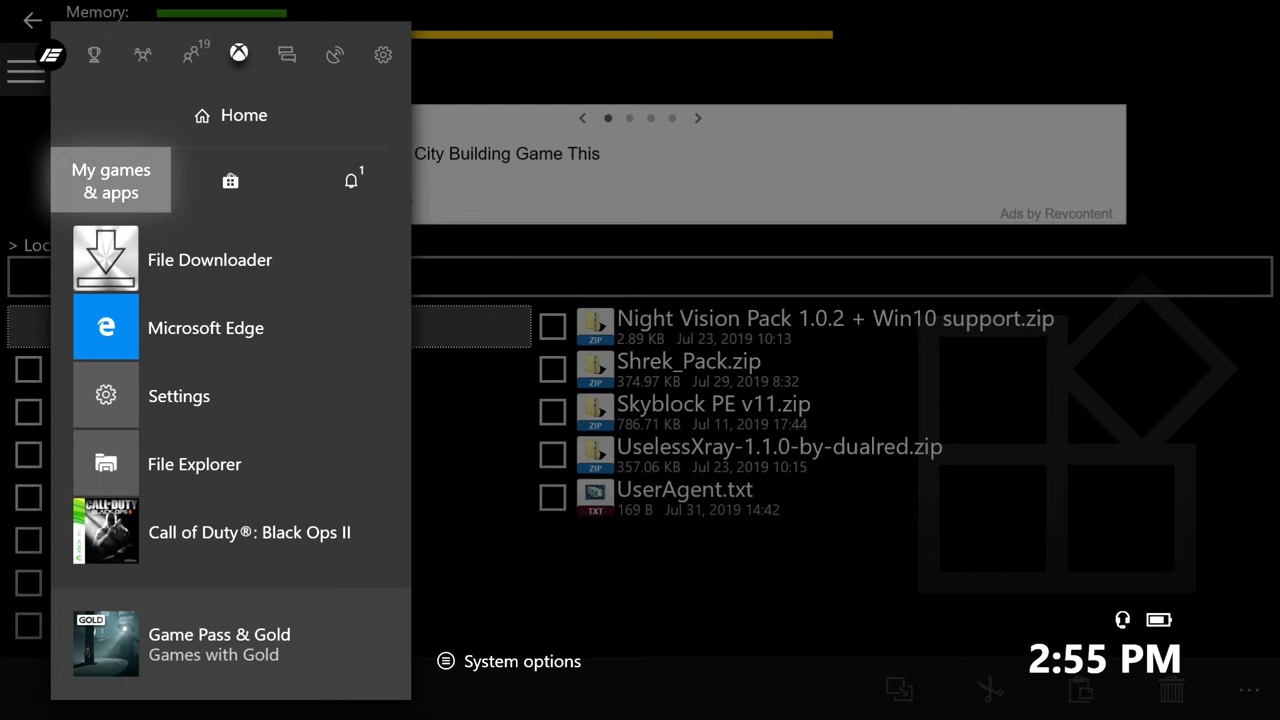 Memory:
19
Home
My games
& apps
1
File Downloader
Microsoft Edge
Settings
File Explorer
Call of Duty®: Black Ops II
GOLD
Game Pass & Gold
Games with Gold
City Building Game This
Ads by Revcontent
> Loc
Night Vision Pack 1.0.2 + Win10 support.zip
ZIP
2.89 KB Jul 23, 2019 10:13
Shrek_Pack.zip
ZIP
374.97 KB Jul 29, 2019 8:32
Skyblock PE v11.zip
ZIP
786.71 KB Jul 11, 2019 17:44
UselessXray-1.1.0-by-dualred.zip
ZIP
357.06 KB Jul 23, 2019 10:15
UserAgent.txt
TXT
169 B Jul 31, 2019 14:42
System options
2:55 PM